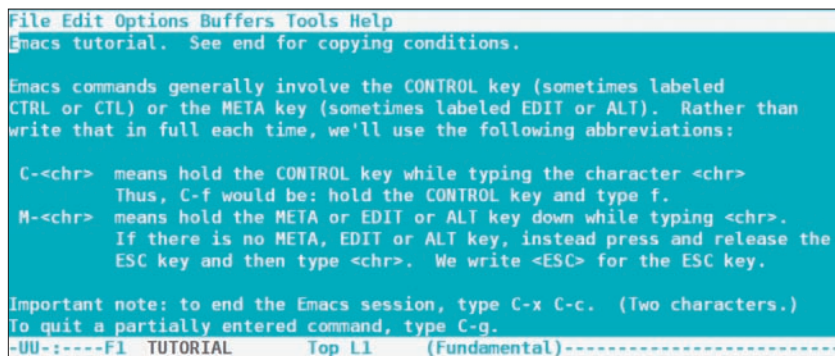 File Edit Options Buffers Tools Help
Emacs tutorial.  See end for copying conditions.

Emacs commands generally involve the CONTROL key (sometimes labeled
CTRL or CTL) or the META key (sometimes labeled EDIT or ALT).  Rather than
write that in full each time, we'll use the following abbreviations:

 C-<chr>  means hold the CONTROL key while typing the character <chr>
          Thus, C-f would be: hold the CONTROL key and type f.
 M-<chr>  means hold the META or EDIT or ALT key down while typing <chr>.
          If there is no META, EDIT or ALT key, instead press and release the
          ESC key and then type <chr>.  We write <ESC> for the ESC key.

Important note: to end the Emacs session, type C-x C-c.  (Two characters.)
To quit a partially entered command, type C-g.
-UU-:----F1  TUTORIAL       Top L1     (Fundamental)-------------------------